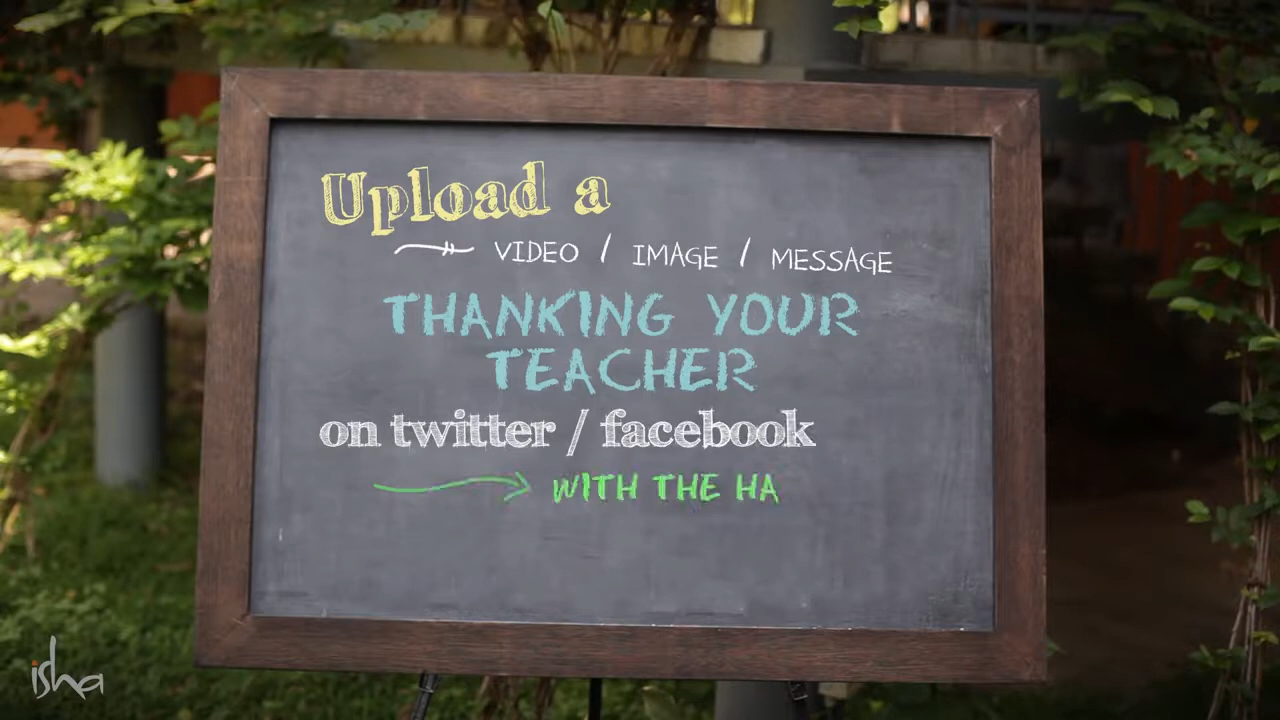 Upload a
VIDEO / IMAGE / MESSAGE
THANKING YOUR
TEACHER
on twitter / facebook
WITH THE HA
isha